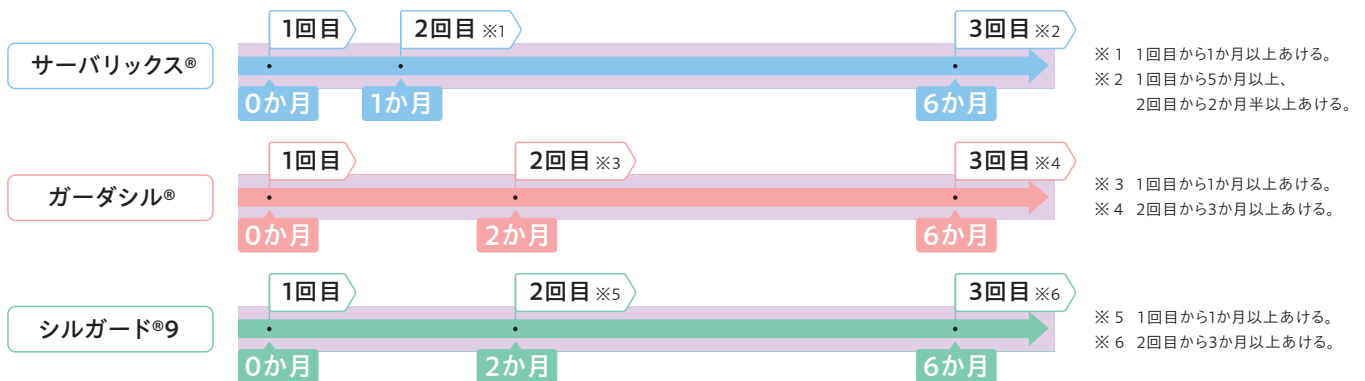 1回目 2回目 ※1 3回目 ※2
サーバリックス®
0か月 1か月 6か月
※1 1回目から1か月以上あける。
※2 1回目から5か月以上、
2回目から2か月半以上あける。
1回目 2回目 ※3 3回目 ※4
ガーダシル®
0か月 2か月 6か月
※3 1回目から1か月以上あける。
※4 2回目から3か月以上あける。
1回目 2回目 ※5 3回目 ※6
シルガード®9
0か月 2か月 6か月
※5 1回目から1か月以上あける。
※6 2回目から3か月以上あける。